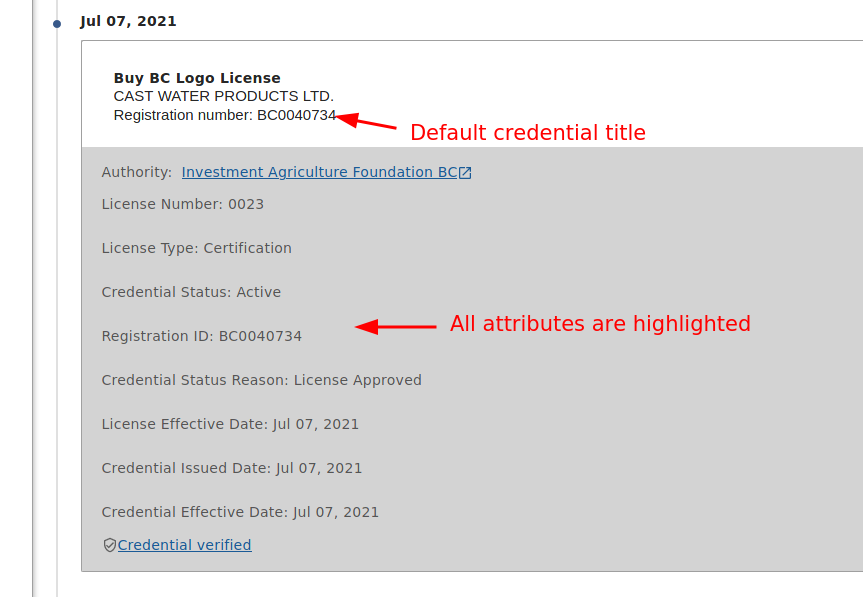 Jul 07, 2021
Buy BC Logo License
CAST WATER PRODUCTS LTD.
Registration number: BC0040734
Default credential title
Authority: Investment Agriculture Foundation BC
License Number: 0023
License Type: Certification
Credential Status: Active
All attributes are highlighted
Registration ID: BC0040734
Credential Status Reason: License Approved
License Effective Date: Jul 07, 2021
Credential Issued Date: Jul 07, 2021
Credential Effective Date: Jul 07, 2021
Credential verified